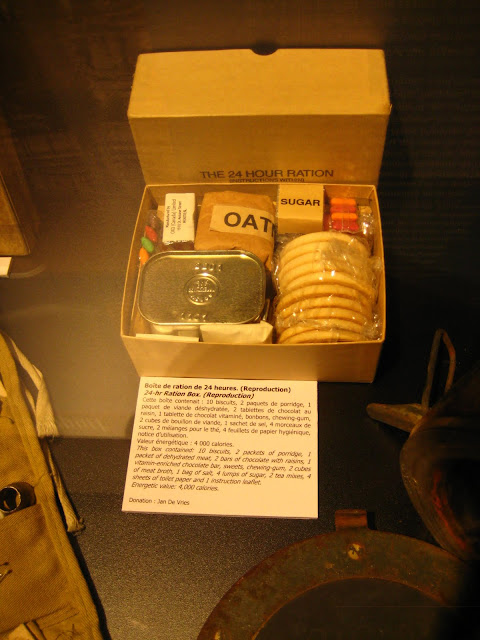 THE 24 HOUR RATION
SUGAR
OAT
Boîte de ration de 24 heures. (Reproduction)
24-hr Ration Box. (Reproduction)
Cette boîte contenait : 10 biscuits, 2 paquets de porridge, 1
paquet de viande déshydratée, 2 tablettes de chocolat au
raisin, 1 tablette de chocolat vitaminé, bonbons, chewing-gum,
2 cubes de bouillon de viande, 1 sachet de sel, 4 morceaux de
sucre, 2 mélanges pour le thé, 4 feuillets de papier hygiénique,
notice d'utilisation.
Valeur énergétique : 4 000 calories.
This box contained: 10 biscuits, 2 packets of porridge, 1
packet of dehydrated meat, 2 bars of chocolate with raisins, 1
vitamin-enriched chocolate bar, sweets, chewing-gum, 2 cubes
of meat broth, 1 bag of salt, 4 lumps of sugar, 2 tea mixes, 4
sheets of toilet paper and 1 instruction leaflet.
Energetic value: 4,000 calories.
Donation : Jan De Vries